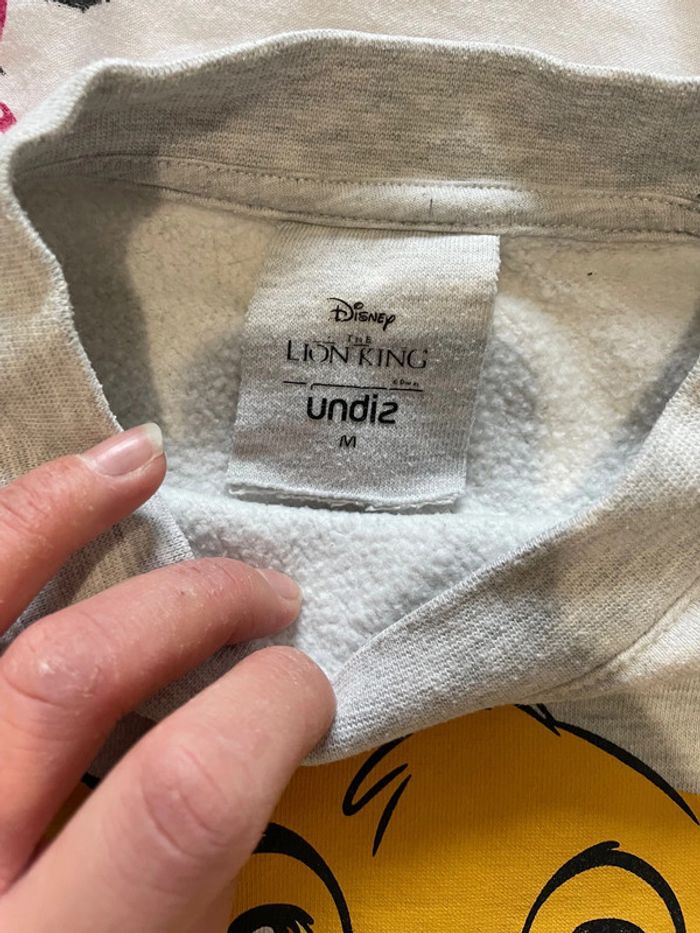 Disney
THE
LION KING
undiz
M